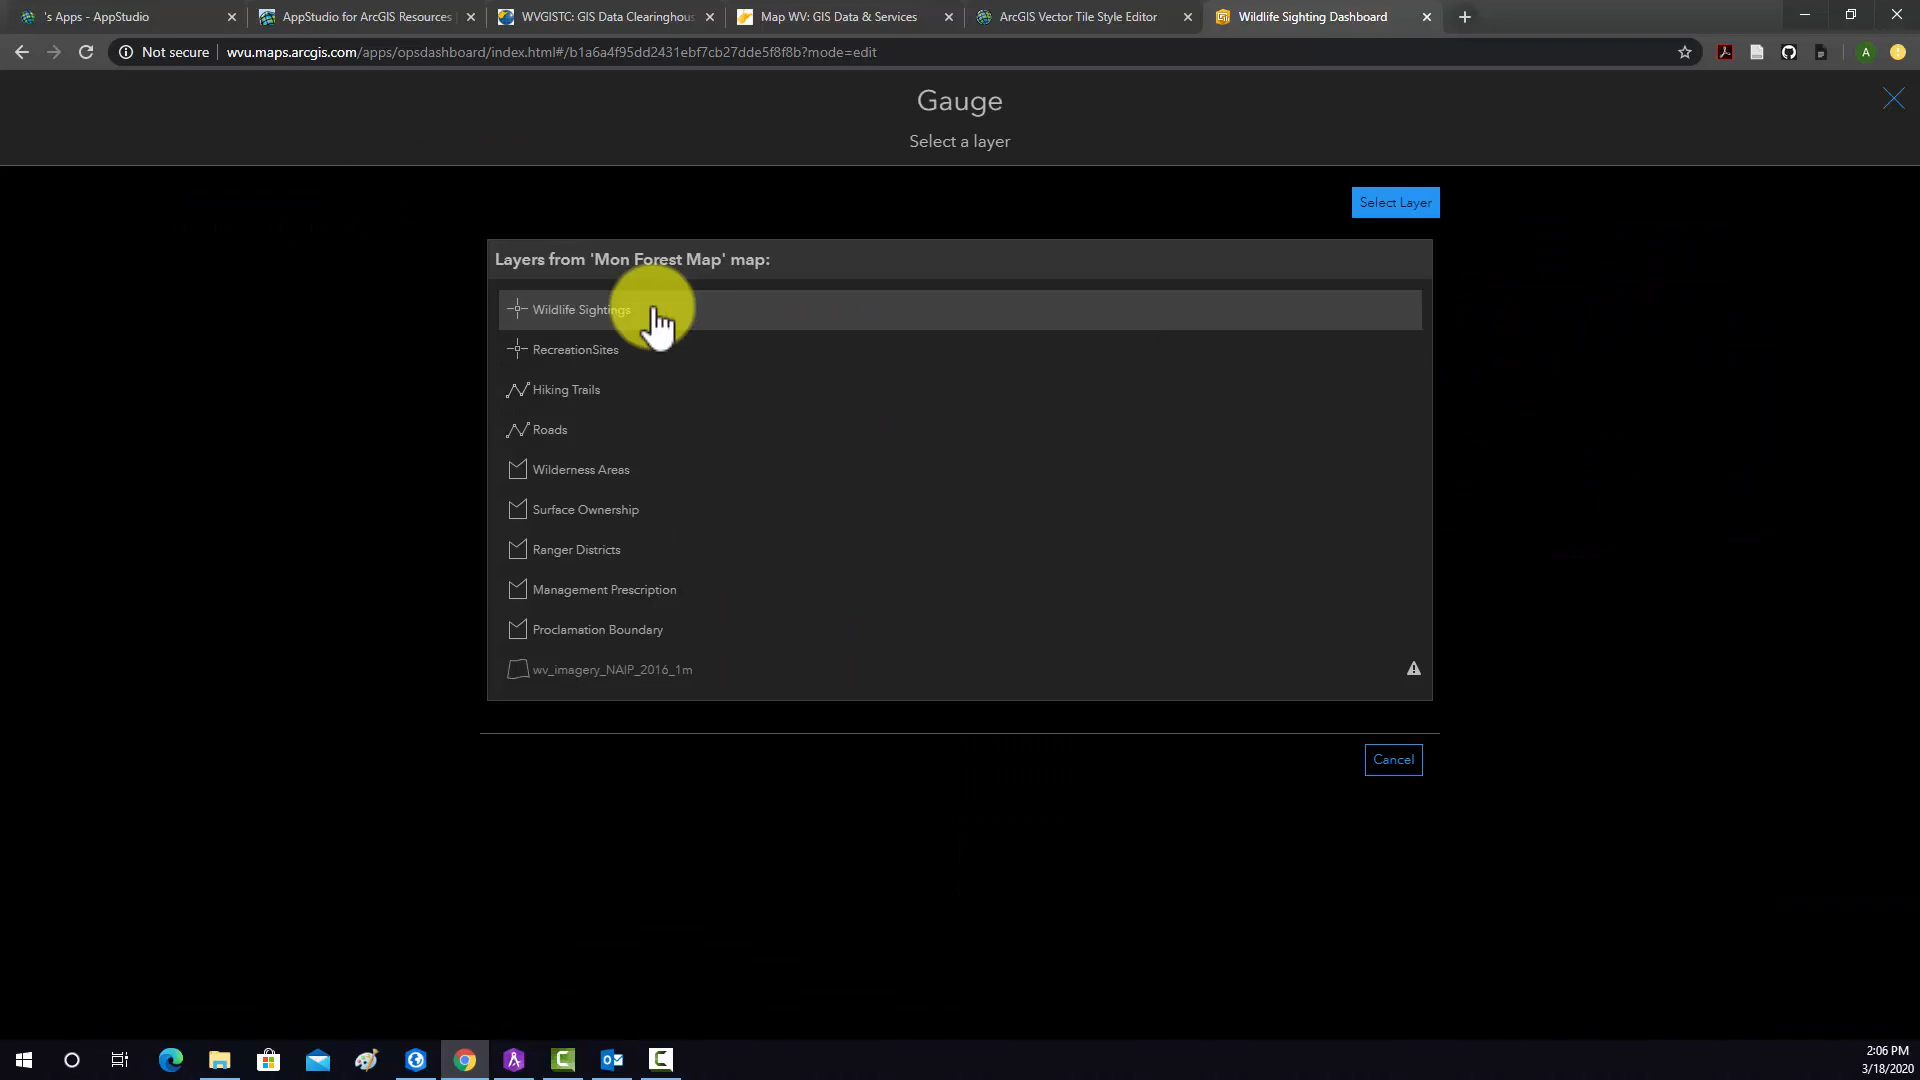 's Apps - AppStudio
AppStudio for ArcGIS Resources
WVGISTC: GIS Data Clearinghous
Map WV: GIS Data & Services
ArcGIS Vector Tile Style Editor
Wildlife Sighting Dashboard
Not secure
wvu.maps.arcgis.com/apps/opsdashboard/index.html#/b1a6a4f95dd2431ebf7cb27dde5f8f8b?mode=edit
A
Gauge
Select a layer
Select Layer
Layers from 'Mon Forest Map' map:
Wildlife Sightings
RecreationSites
Hiking Trails
Roads
Wilderness Areas
Surface Ownership
Ranger Districts
Management Prescription
Proclamation Boundary
wv_imagery_NAIP_2016_1m
Cancel
2:06 PM
3/18/2020